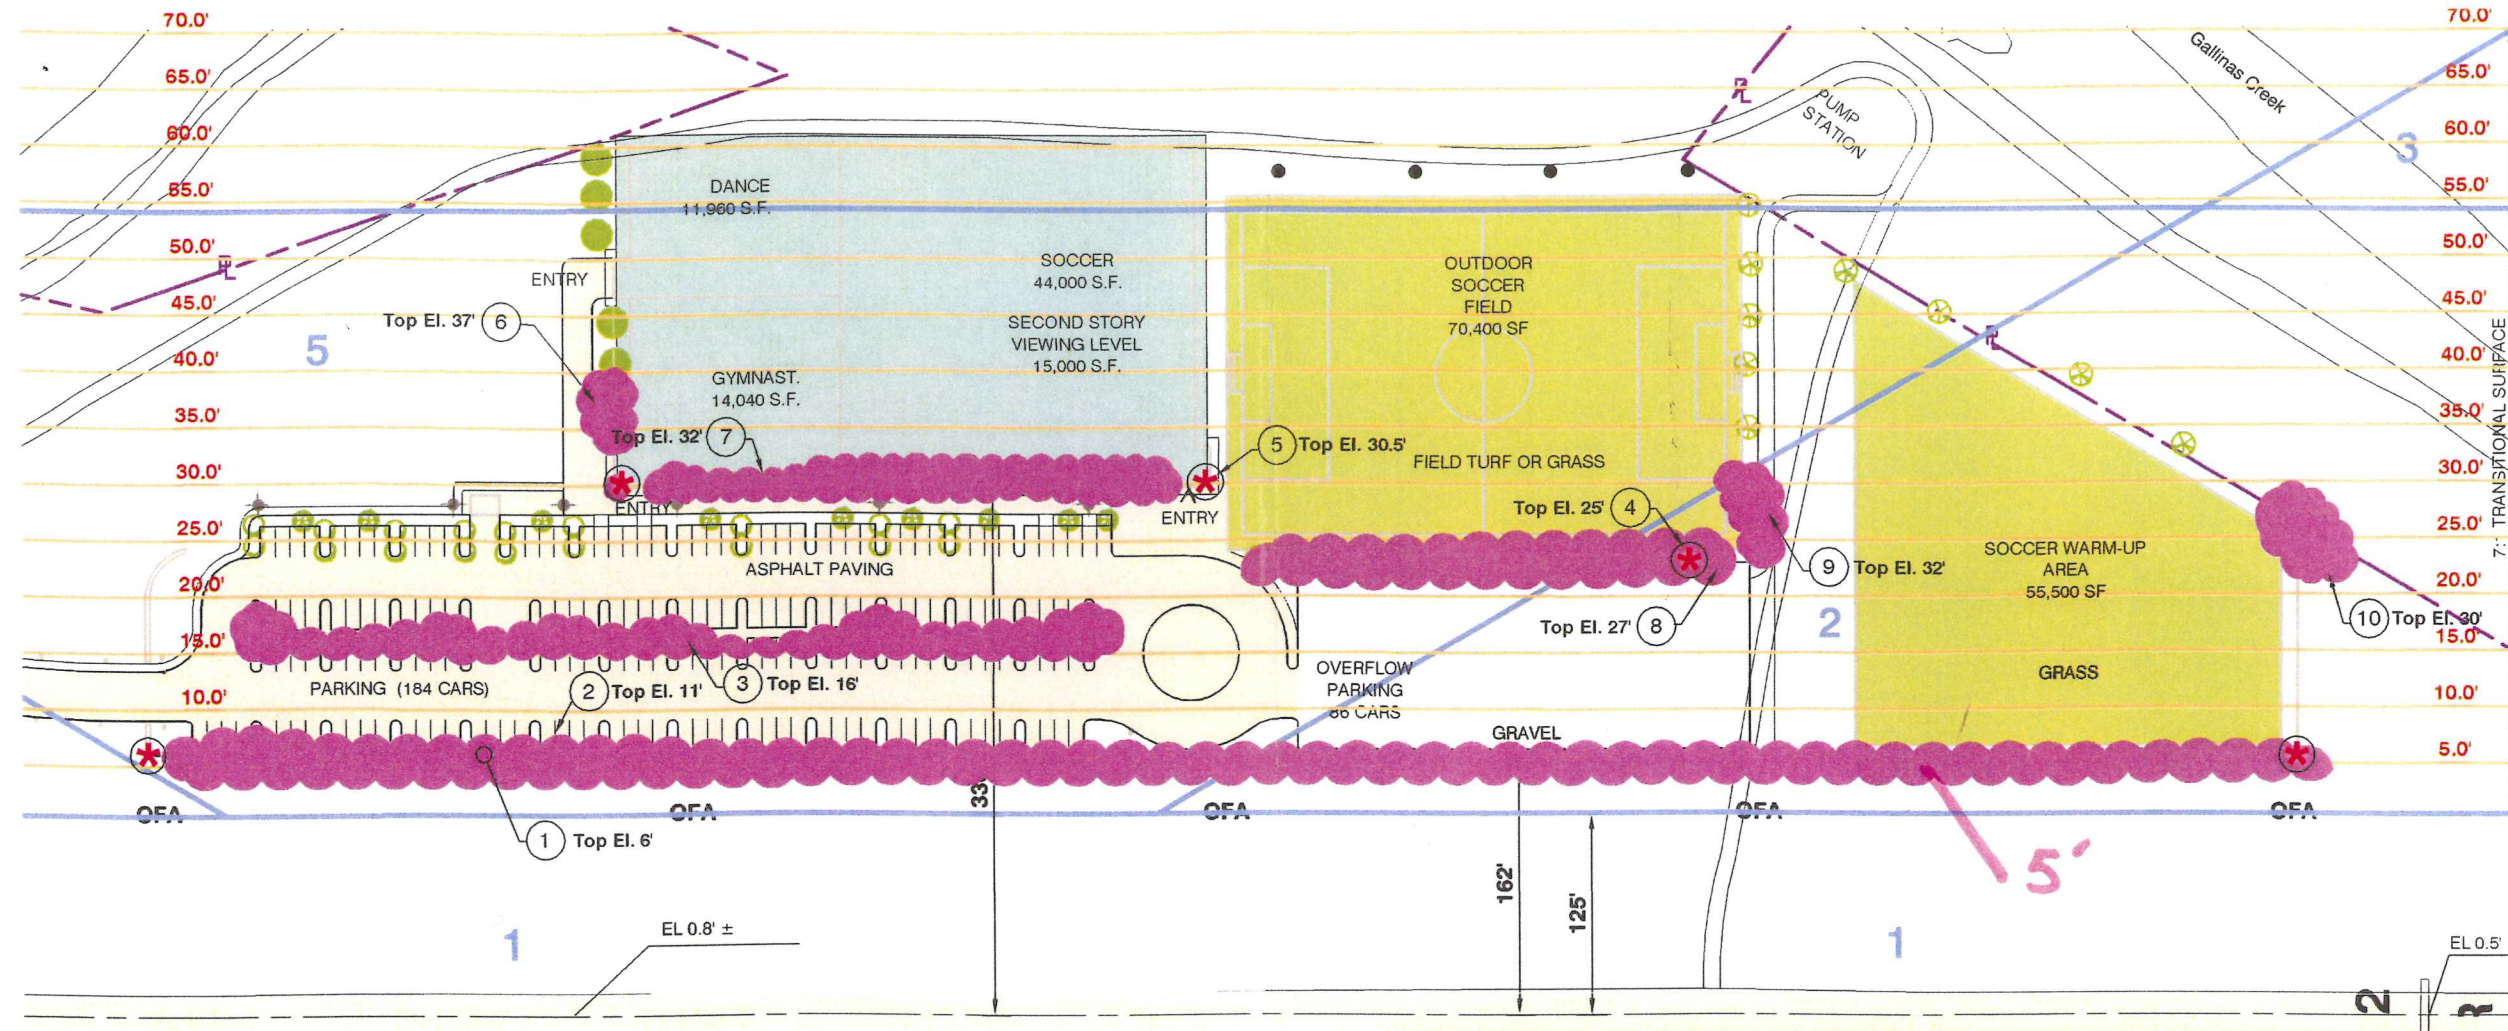 70.0'
65.0'
60.0'
55.0'
50.0'
45.0'
40.0'
35.0'
30.0'
25.0'
20.0'
15.0'
10.0'
70.0'
65.0'
60.0'
55.0'
50.0'
45.0'
40.0'
35.0'
30.0'
25.0'
20.0'
15.0'
10.0'
5.0'
Gallinas Creek
PUMP
STATION
PL
PL
PL
3
5
2
1
1
DANCE
11,960 S.F.
ENTRY
SOCCER
44,000 S.F.
SECOND STORY
VIEWING LEVEL
15,000 S.F.
GYMNAST.
14,040 S.F.
OUTDOOR
SOCCER
FIELD
70,400 SF
FIELD TURF OR GRASS
Top El. 37' 6
Top El. 32' 7
5 Top El. 30.5'
Top El. 25' 4
9 Top El. 32'
Top El. 27' 8
10 Top El. 30'
ENTRY
ENTRY
ASPHALT PAVING
PARKING (184 CARS)
2 Top El. 11'
3 Top El. 16'
1 Top El. 6'
SOCCER WARM-UP
AREA
55,500 SF
GRASS
OVERFLOW
PARKING
86 CARS
GRAVEL
7:1 TRANSITIONAL SURFACE
OFA
OFA
OFA
OFA
OFA
33
162'
125'
5'
EL 0.8' ±
EL 0.5'
2